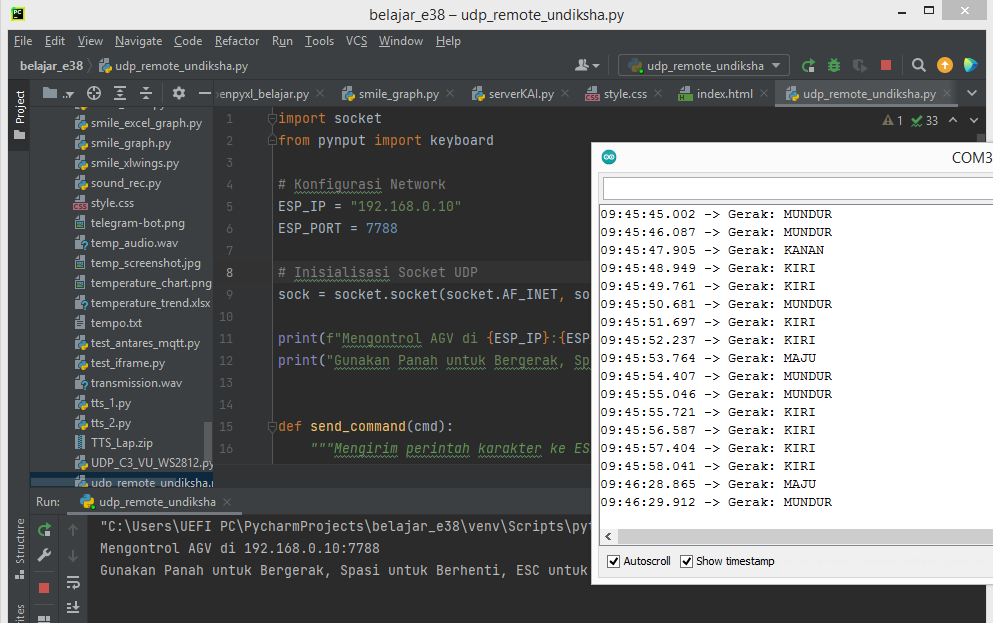 PC
belajar_e38 – udp_remote_undiksha.py
File Edit View Navigate Code Refactor Run Tools VCS Window Help
belajar_e38 udp_remote_undiksha.py
udp_remote_undiksha
Project
enpyxl_belajar.py smile_graph.py serverKAI.py style.css index.html udp_remote_undiksha.py
smile_excel_graph.py
smile_graph.py
smile_xlwings.py
sound_rec.py
style.css
telegram-bot.png
temp_audio.wav
temp_screenshot.jpg
temperature_chart.png
temperature_trend.xlsx
tempo.txt
test_antares_mqtt.py
test_iframe.py
transmission.wav
tts_1.py
tts_2.py
TTS_Lap.zip
UDP_C3_VU_WS2812.py
udp_remote_undiksha.
1 import socket
2 from pynput import keyboard
3
4 # Konfigurasi Network
5 ESP_IP = "192.168.0.10"
6 ESP_PORT = 7788
7
8 # Inisialisasi Socket UDP
9 sock = socket.socket(socket.AF_INET, so
10
11 print(f"Mengontrol AGV di {ESP_IP}:{ESP
12 print("Gunakan Panah untuk Bergerak, Sp
13
14
15 def send_command(cmd):
16 """Mengirim perintah karakter ke ES
1 33
COM3
09:45:45.002 -> Gerak: MUNDUR
09:45:46.087 -> Gerak: MUNDUR
09:45:47.905 -> Gerak: KANAN
09:45:48.949 -> Gerak: KIRI
09:45:49.761 -> Gerak: KIRI
09:45:50.681 -> Gerak: MUNDUR
09:45:51.697 -> Gerak: KIRI
09:45:52.237 -> Gerak: KIRI
09:45:53.764 -> Gerak: MAJU
09:45:54.407 -> Gerak: MUNDUR
09:45:55.046 -> Gerak: MUNDUR
09:45:55.721 -> Gerak: KIRI
09:45:56.587 -> Gerak: KIRI
09:45:57.404 -> Gerak: KIRI
09:45:58.041 -> Gerak: KIRI
09:46:28.865 -> Gerak: MAJU
09:46:29.912 -> Gerak: MUNDUR
Autoscroll Show timestamp
Run: udp_remote_undiksha
Structure
"C:\Users\UEFI PC\PycharmProjects\belajar_e38\venv\Scripts\pyt
Mengontrol AGV di 192.168.0.10:7788
Gunakan Panah untuk Bergerak, Spasi untuk Berhenti, ESC untuk